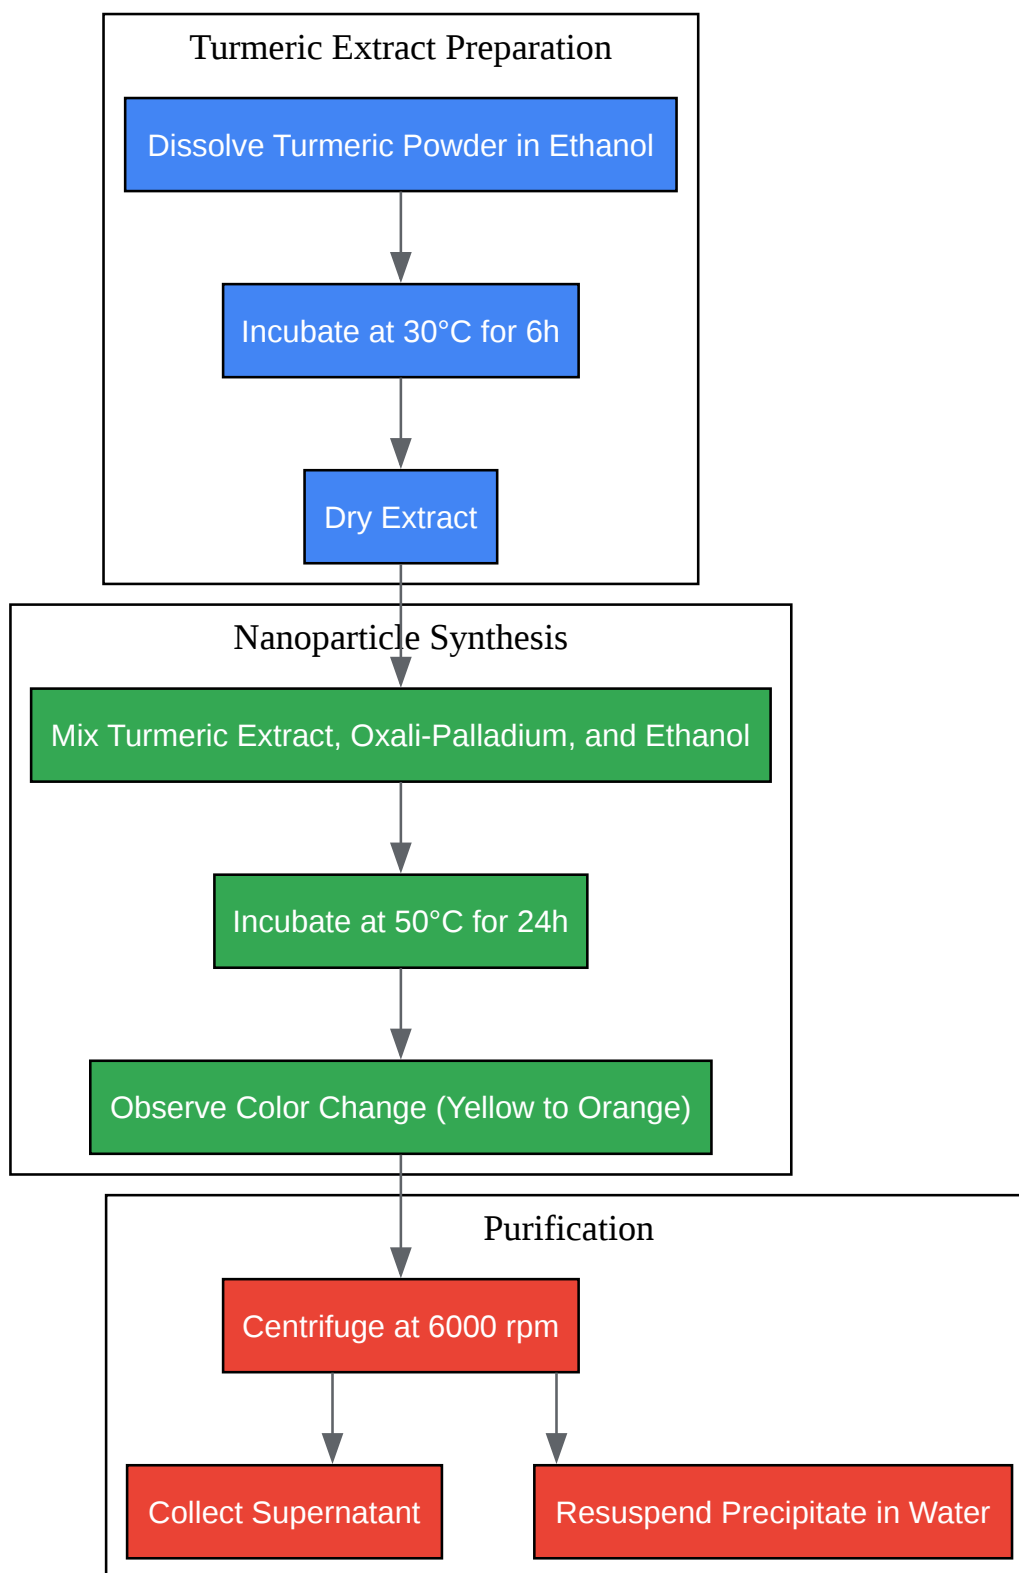 Turmeric Extract Preparation
Dissolve Turmeric Powder in Ethanol
Incubate at 30°C for 6h
Dry Extract
Nanoparticle Synthesis
Mix Turmeric Extract, Oxali-Palladium, and Ethanol
Incubate at 50°C for 24h
Observe Color Change (Yellow to Orange)
Purification
Centrifuge at 6000 rpm
Collect Supernatant
Resuspend Precipitate in Water